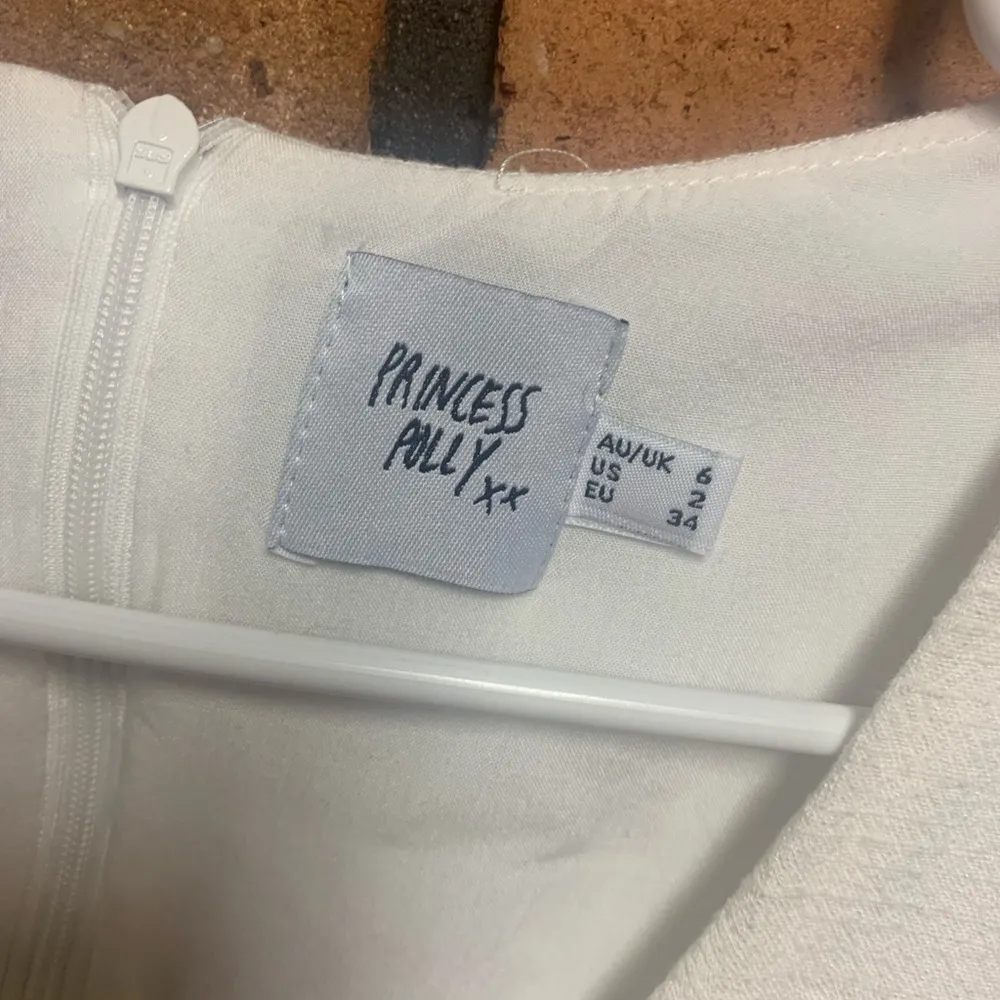 PRINCESS
POLLY xx
AU/UK 6
US 2
EU 34